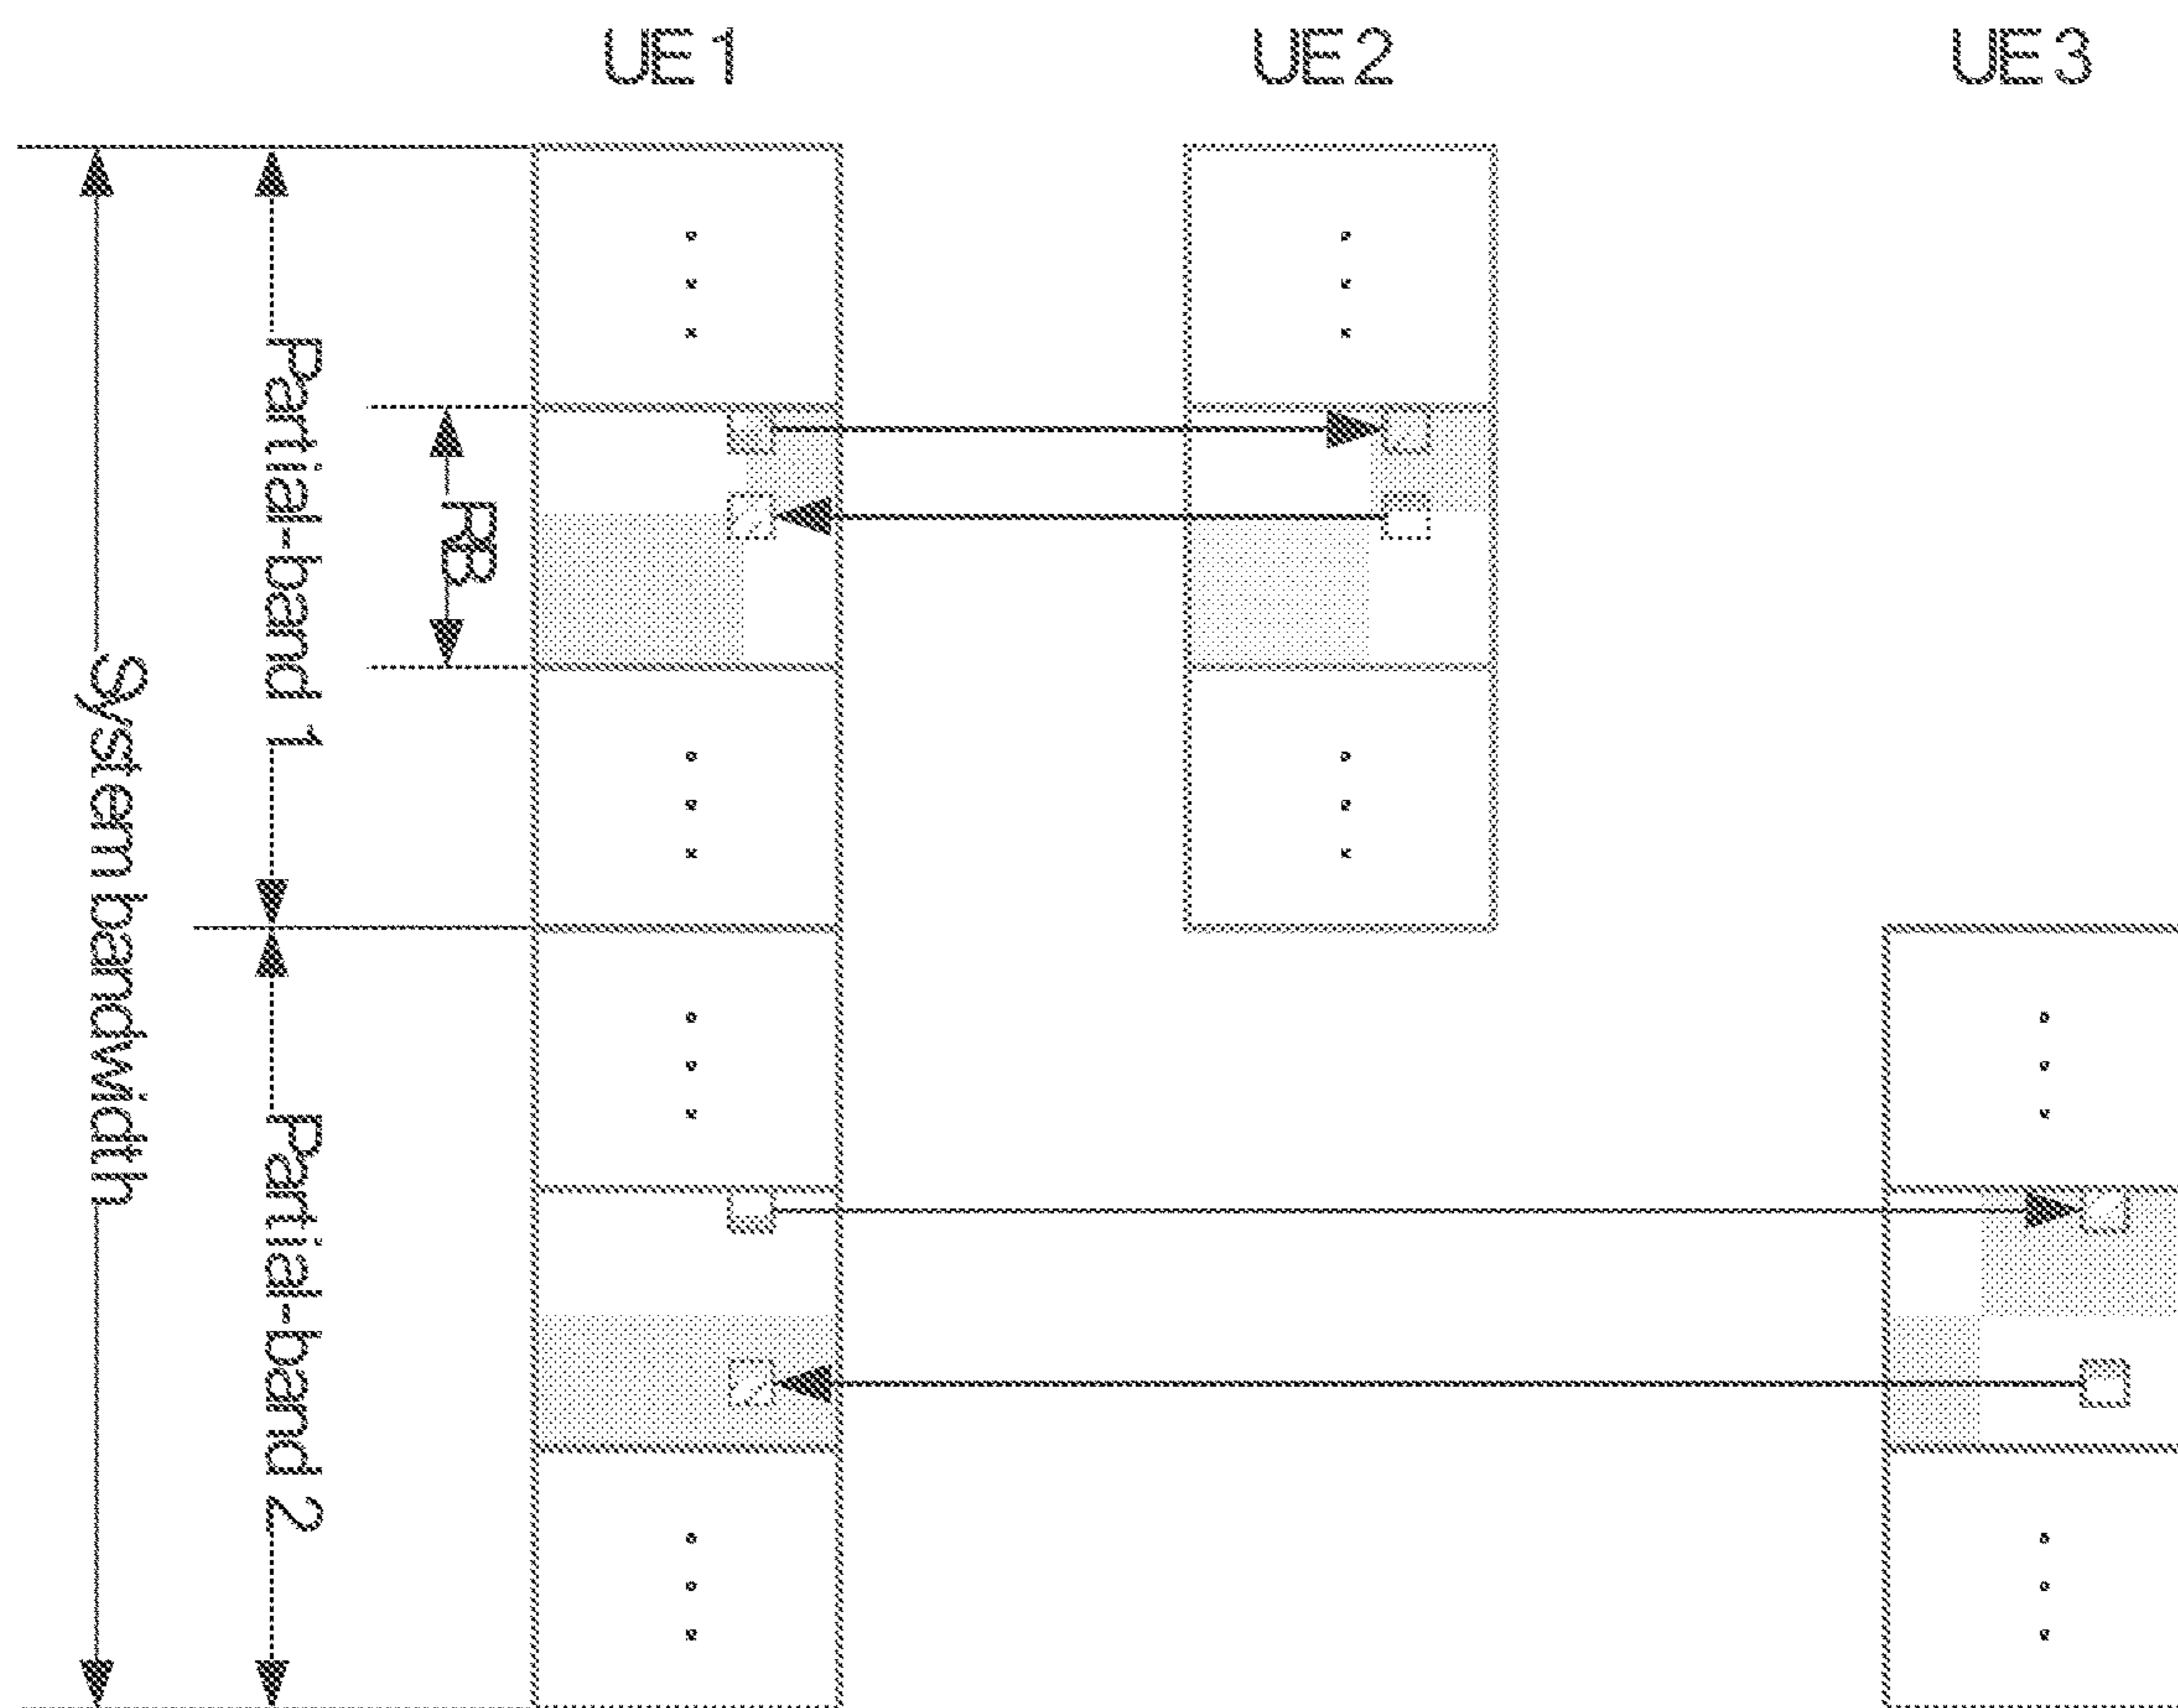 UE 1
UE 2
UE 3
System bandwidth
Partial-band 1
RB
Partial-band 2